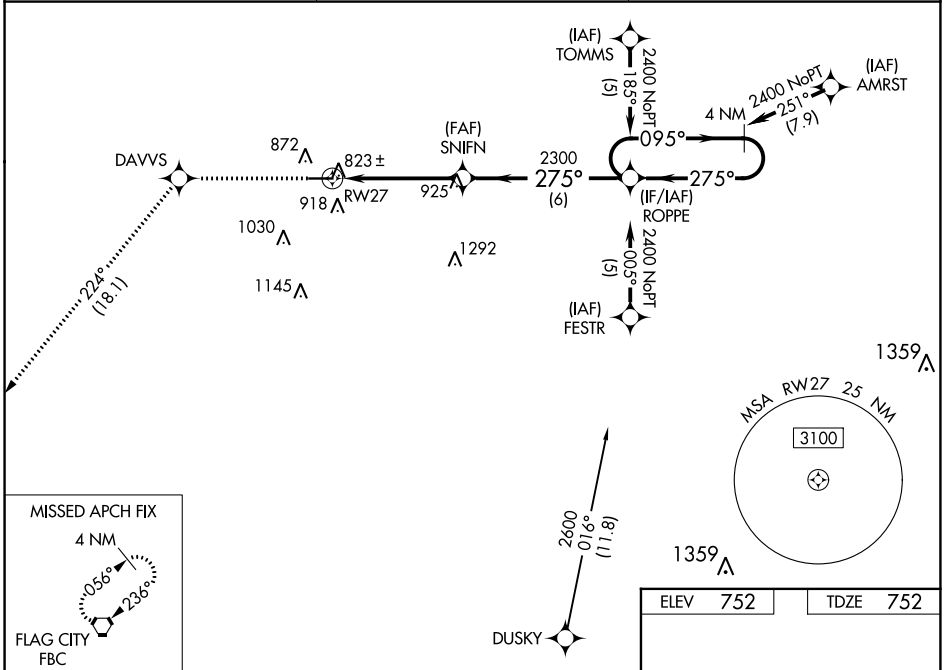 (IAF)
TOMMS
2400 NoPT
185°
(5)
(IAF)
AMRST
2400 NoPT
251°
(7.9)
4 NM
095°
(FAF)
SNIFN
872
823±
DAVVS
2300
275°
(6)
275°
925
918
RW27
(IF/IAF)
ROPPE
1030
1292
2400 NoPT
005°
(5)
1145
224°
(18.1)
(IAF)
FESTR
1359
MSA RW27 25 NM
3100
MISSED APCH FIX
4 NM
056°
236°
FLAG CITY
FBC
2600
016°
(11.8)
1359
DUSKY
ELEV 752
TDZE 752